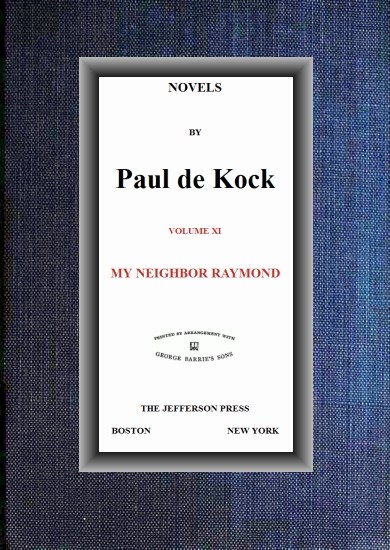 NOVELS
BY
Paul de Kock
VOLUME XI
MY NEIGHBOR RAYMOND
PRINTED BY ARRANGEMENT WITH
GEORGE BARRIE'S SONS
THE JEFFERSON PRESS
BOSTON NEW YORK